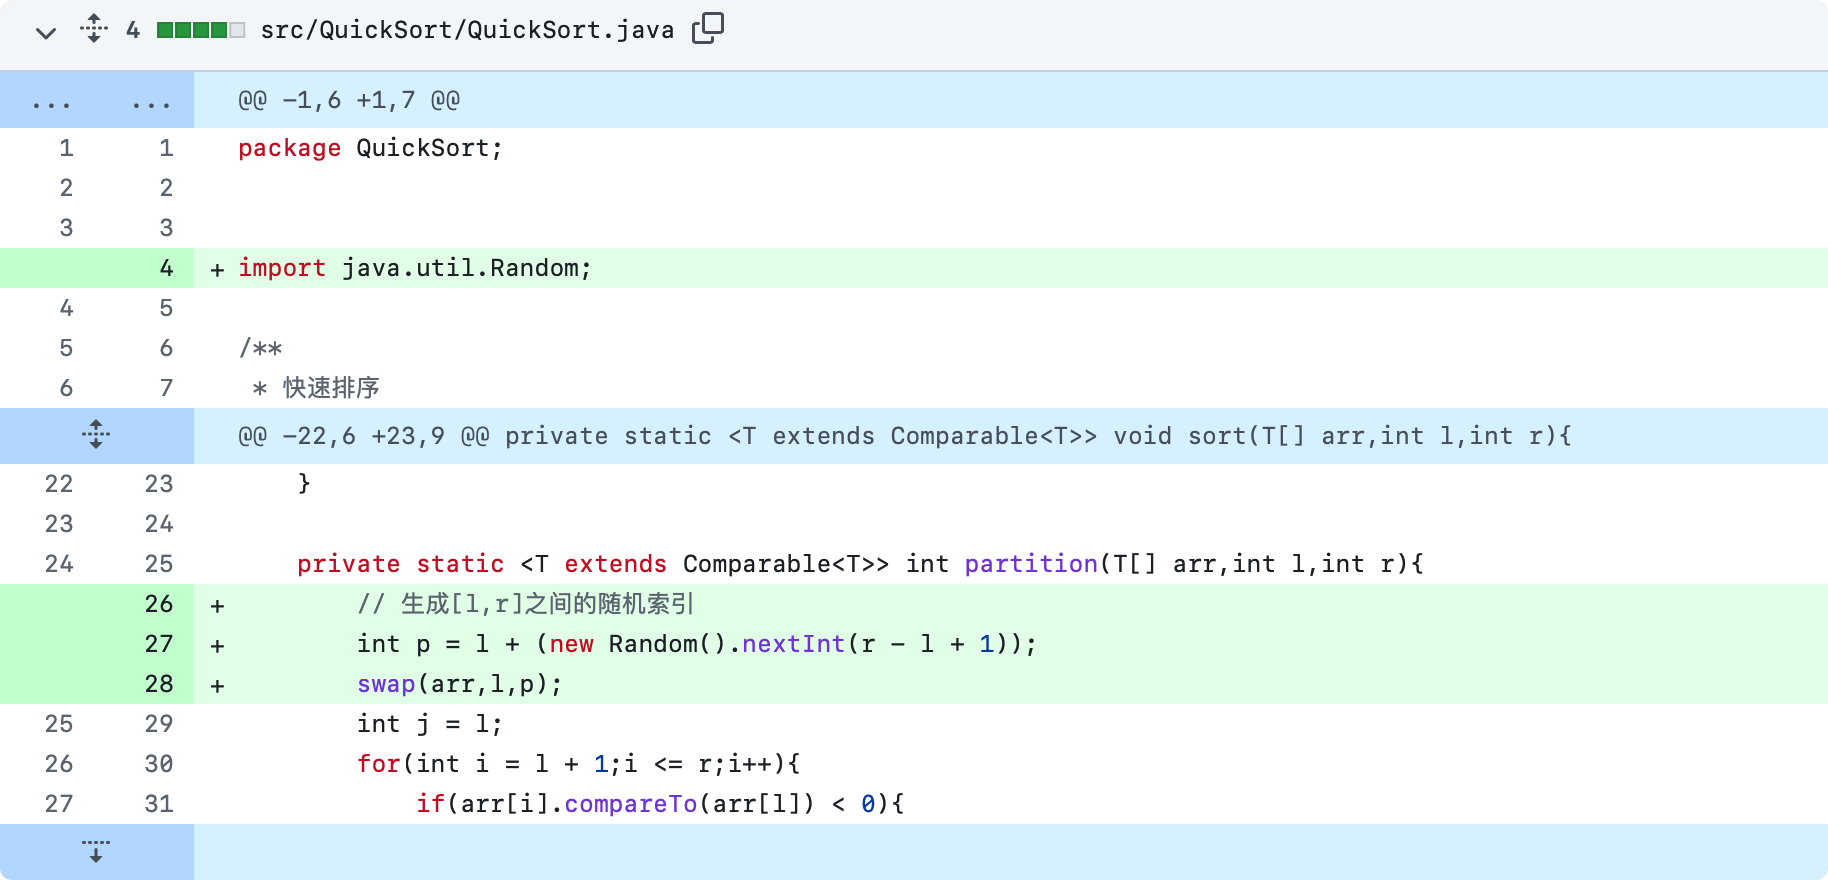 4 src/QuickSort/QuickSort.java
... ... @@ -1,6 +1,7 @@
1 1 package QuickSort;
2 2
3 3
4 + import java.util.Random;
4 5
5 6 /**
6 7 * 快速排序
@@ -22,6 +23,9 @@ private static <T extends Comparable<T>> void sort(T[] arr,int l,int r){
22 23 }
23 24
24 25 private static <T extends Comparable<T>> int partition(T[] arr,int l,int r){
26 + // 生成[l,r]之间的随机索引
27 + int p = l + (new Random().nextInt(r - l + 1));
28 + swap(arr,l,p);
25 29 int j = l;
26 30 for(int i = l + 1;i <= r;i++){
27 31 if(arr[i].compareTo(arr[l]) < 0){